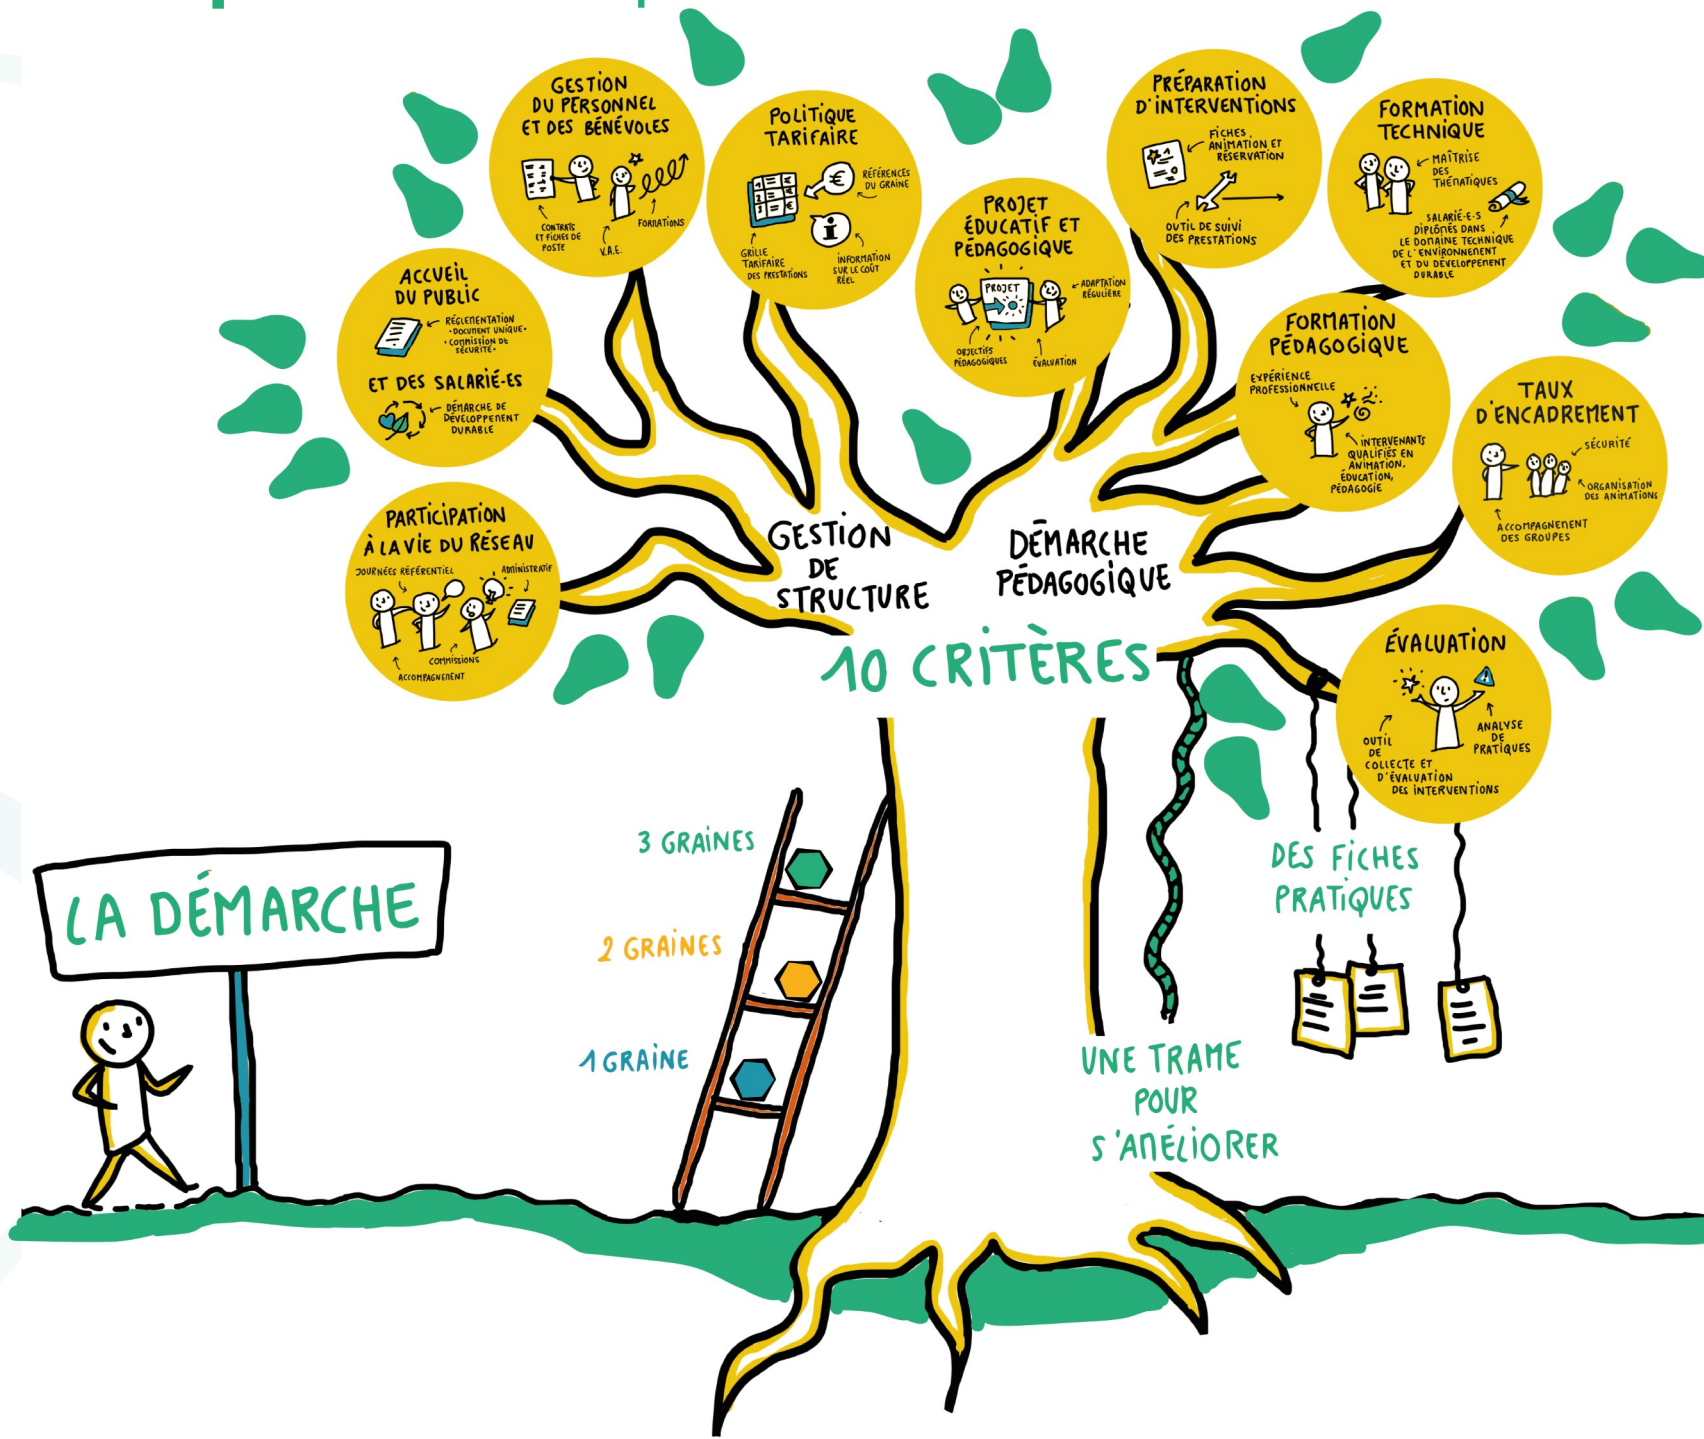 GESTION
DU PERSONNEL
ET DES BÉNÉVOLES
CONTRATS
ET FICHES DE
POSTE
V.A.E.
FORMATIONS
POLITIQUE
TARIFAIRE
RÉFÉRENCES
DU GRAINE
€
i
GRILLE
TARIFAIRE
DES PRESTATIONS
INFORMATION
SUR LE COÛT
RÉEL
PROJET
ÉDUCATIF ET
PÉDAGOGIQUE
PROJET
ADAPTATION
RÉGULIÈRE
OBJECTIFS
PÉDAGOGIQUES
ÉVALUATION
PRÉPARATION
D'INTERVENTIONS
FICHES
ANIMATION ET
RÉSERVATION
OUTIL DE SUIVI
DES PRESTATIONS
FORMATION
TECHNIQUE
MAÎTRISE
DES
THÉMATIQUES
SALARIÉ·E·S
DIPLÔMÉS DANS
LE DOMAINE TECHNIQUE
DE L'ENVIRONNEMENT
ET DU DÉVELOPPEMENT
DURABLE
ACCUEIL
DU PUBLIC
RÉGLEMENTATION
•DOCUMENT UNIQUE•
•COMMISSION DE
SÉCURITÉ•
ET DES SALARIÉ·ES
DÉMARCHE DE
DÉVELOPPEMENT
DURABLE
FORMATION
PÉDAGOGIQUE
EXPÉRIENCE
PROFESSIONNELLE
INTERVENANTS
QUALIFIÉS EN
ANIMATION,
ÉDUCATION,
PÉDAGOGIE
TAUX
D'ENCADREMENT
SÉCURITÉ
ORGANISATION
DES ANIMATIONS
ACCOMPAGNEMENT
DES GROUPES
PARTICIPATION
À LA VIE DU RÉSEAU
JOURNÉES RÉFÉRENTIEL
ADMINISTRATIF
COMMISSIONS
ACCOMPAGNEMENT
GESTION
DE
STRUCTURE
DÉMARCHE
PÉDAGOGIQUE
10 CRITÈRES
ÉVALUATION
OUTIL
DE
COLLECTE ET
D'ÉVALUATION
DES INTERVENTIONS
ANALYSE
DE
PRATIQUES
3 GRAINES
2 GRAINES
1 GRAINE
LA DÉMARCHE
DES FICHES
PRATIQUES
UNE TRAME
POUR
S'AMÉLIORER